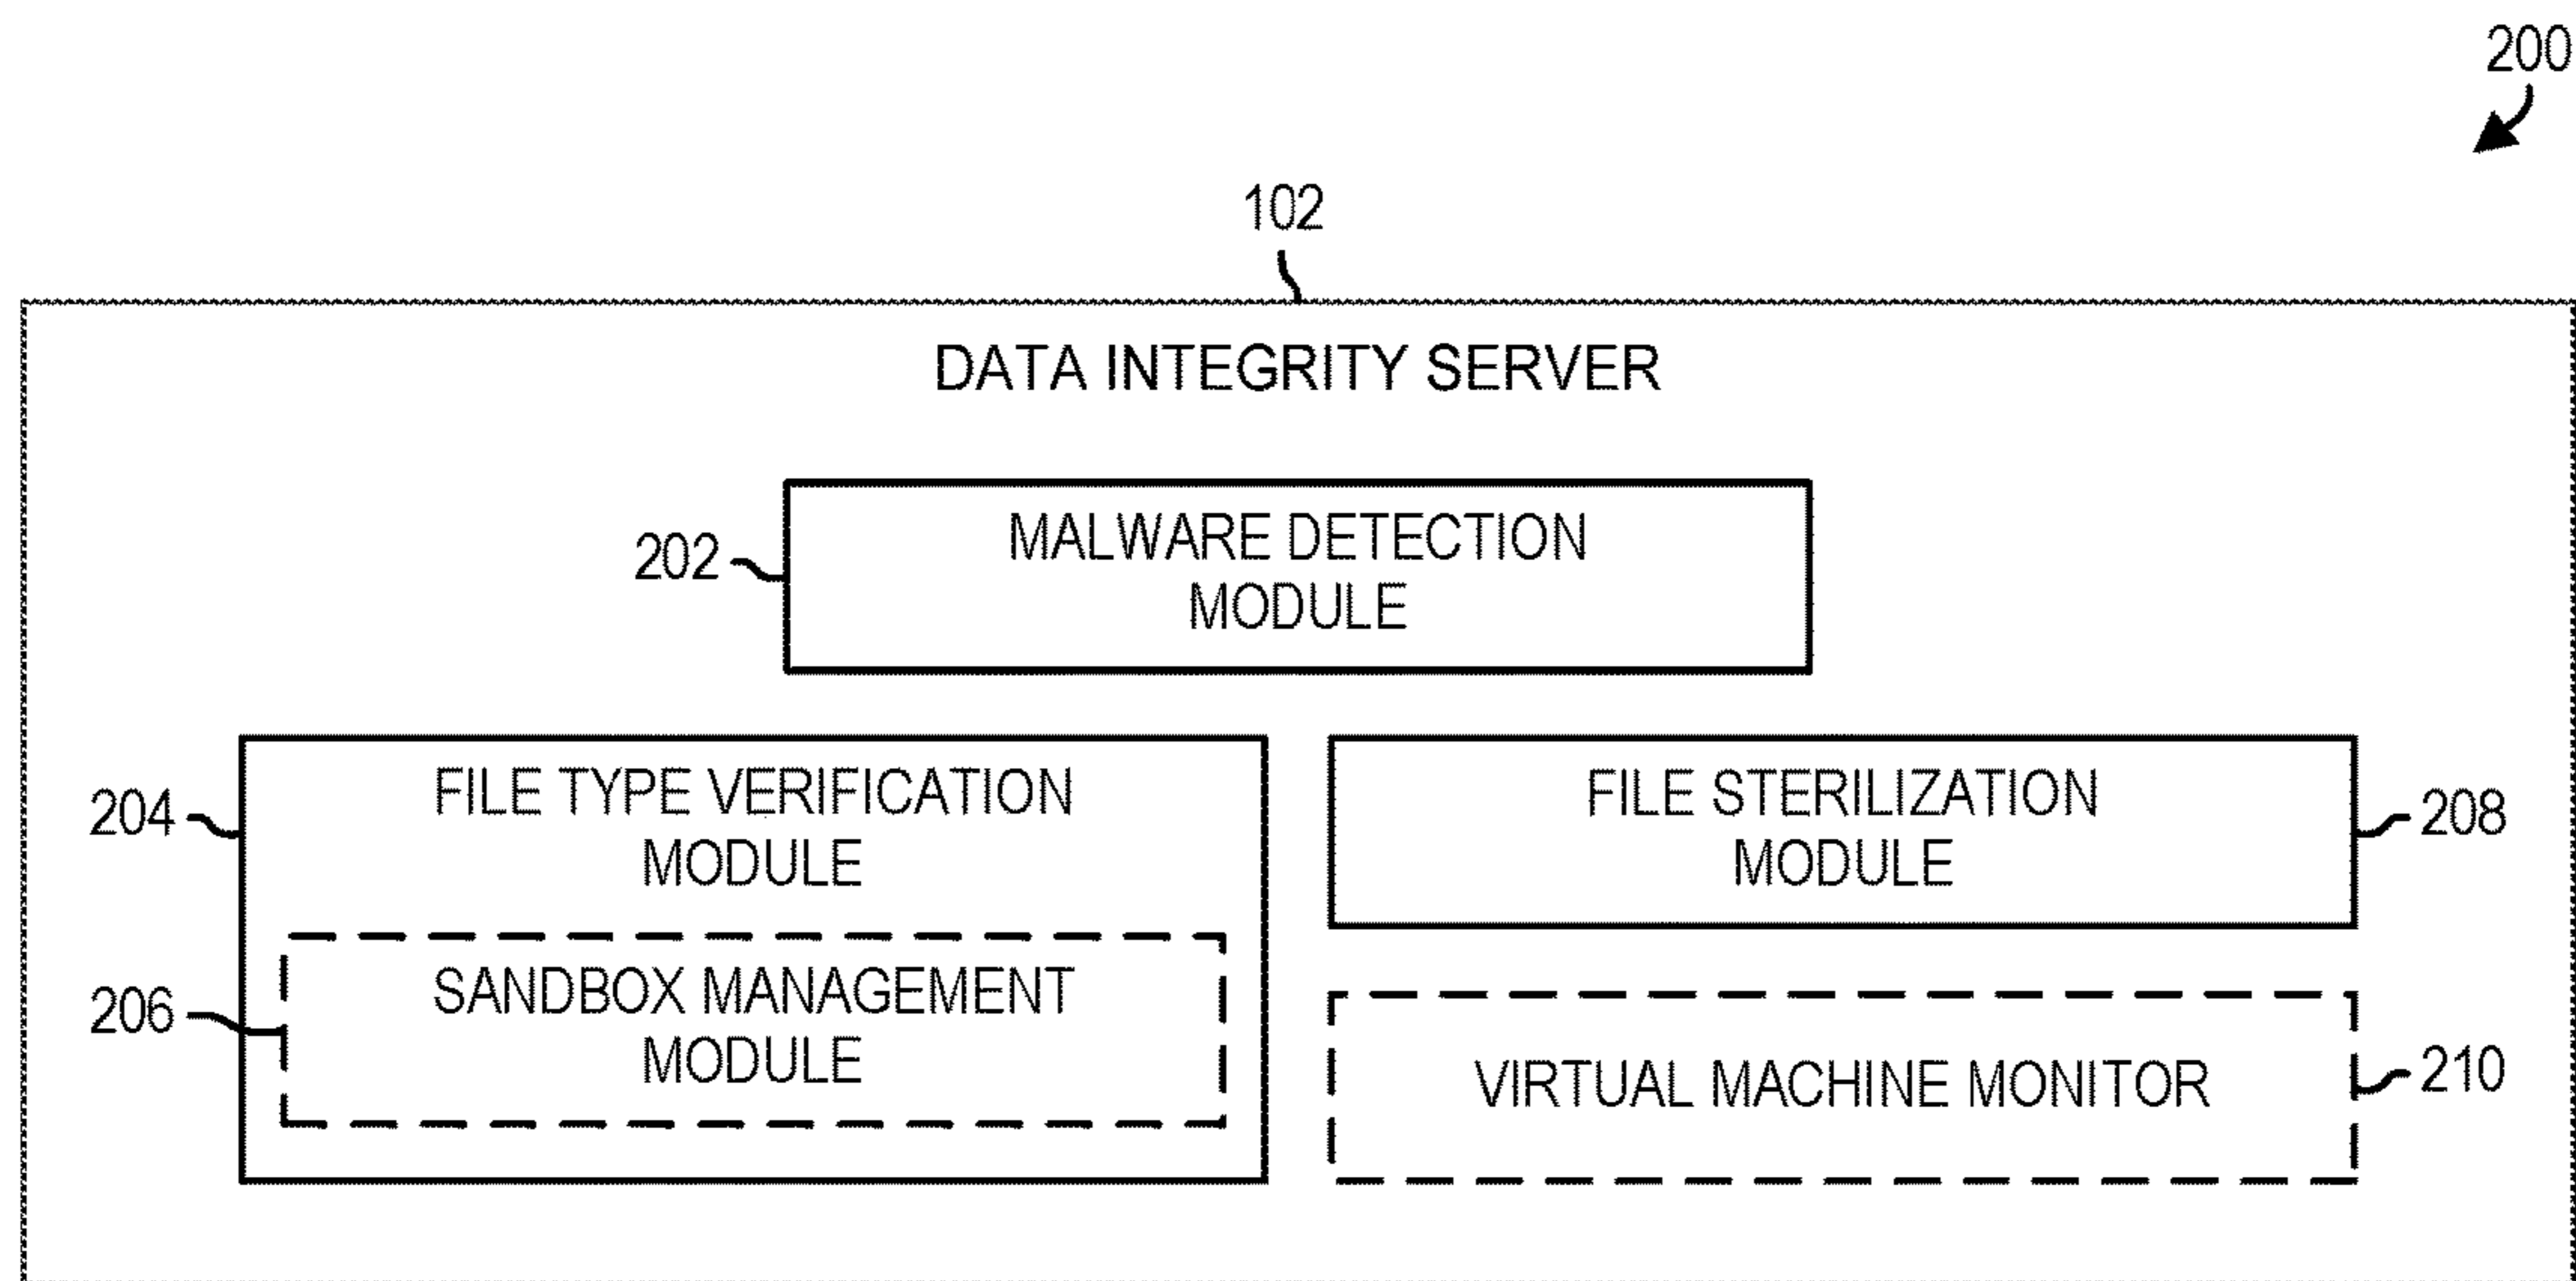 200
102
DATA INTEGRITY SERVER
202
MALWARE DETECTION
MODULE
204
FILE TYPE VERIFICATION
MODULE
206
SANDBOX MANAGEMENT
MODULE
FILE STERILIZATION
MODULE
208
VIRTUAL MACHINE MONITOR
210